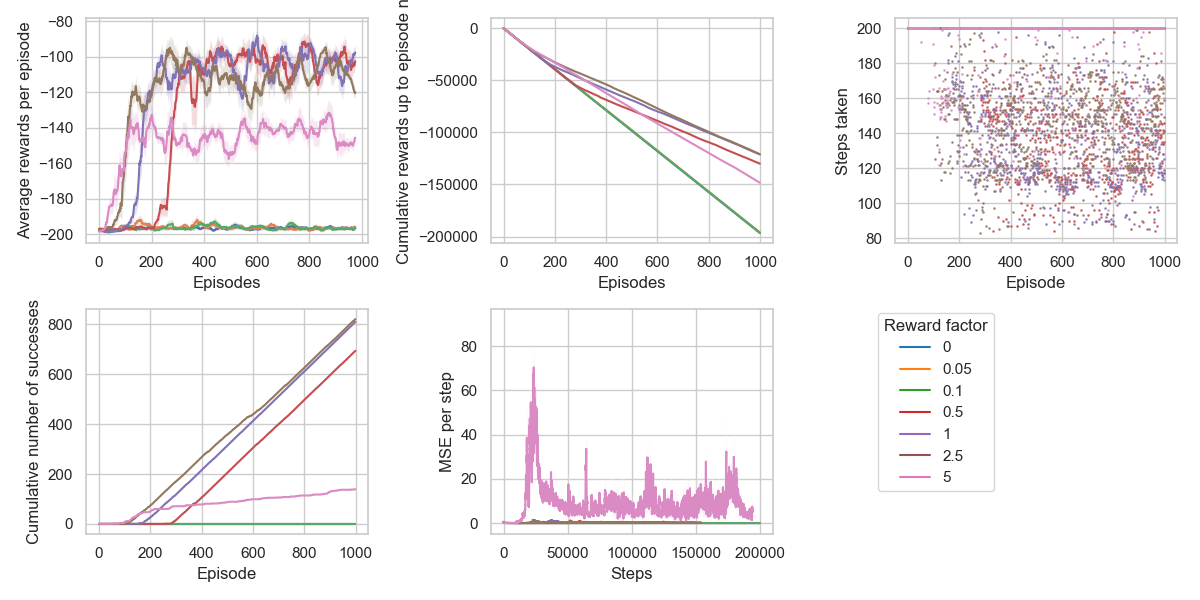 Average rewards per episode
−80
−100
−120
−140
−160
−180
−200
0 200 400 600 800 1000
Episodes
Cumulative rewards up to episode n
0
−50000
−100000
−150000
−200000
0 200 400 600 800 1000
Episodes
Steps taken
200
180
160
140
120
100
80
0 200 400 600 800 1000
Episode
Cumulative number of successes
800
600
400
200
0
0 200 400 600 800 1000
Episode
MSE per step
80
60
40
20
0
0 50000 100000 150000 200000
Steps
Reward factor
0
0.05
0.1
0.5
1
2.5
5